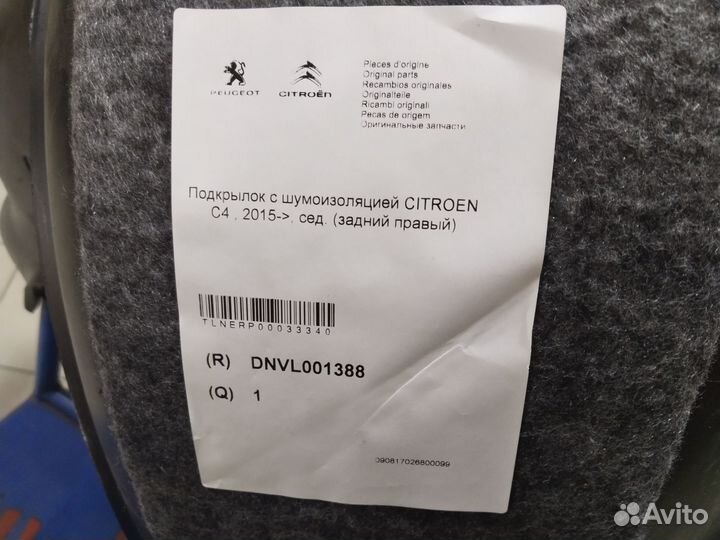 PEUGEOT
CITROËN
Pieces d'origine
Original parts
Recambios originales
Originalteile
Ricambi originali
Pecas de origem
Оригинальные запчасти
Подкрылок с шумоизоляцией CITROEN
C4 , 2015->, сед. (задний правый)
TLNERP00033340
(R) DNVL001388
(Q) 1
090817026800099
Avito